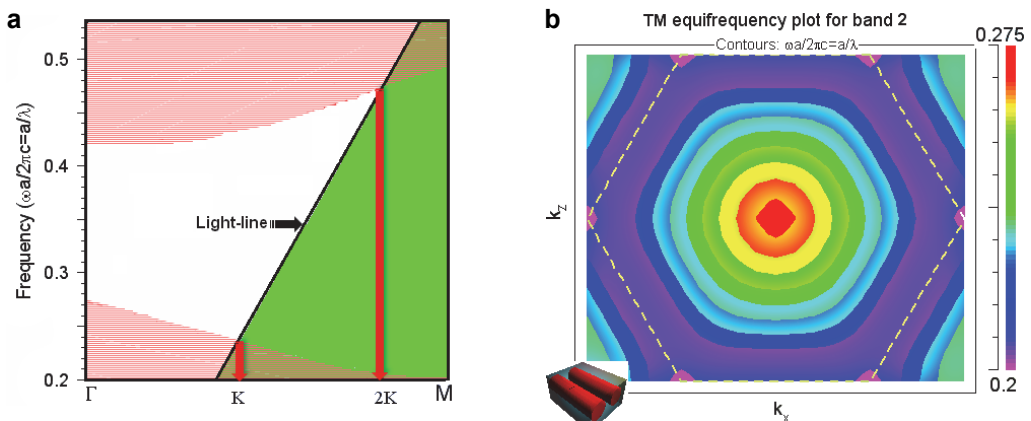 a
Frequency (ωa/2πc=a/λ)
0.5
0.4
0.3
0.2
Light-line
Γ
K
2K
M
b
TM equifrequency plot for band 2
Contours: ωa/2πc=a/λ
0.275
0.2
k_z
k_x